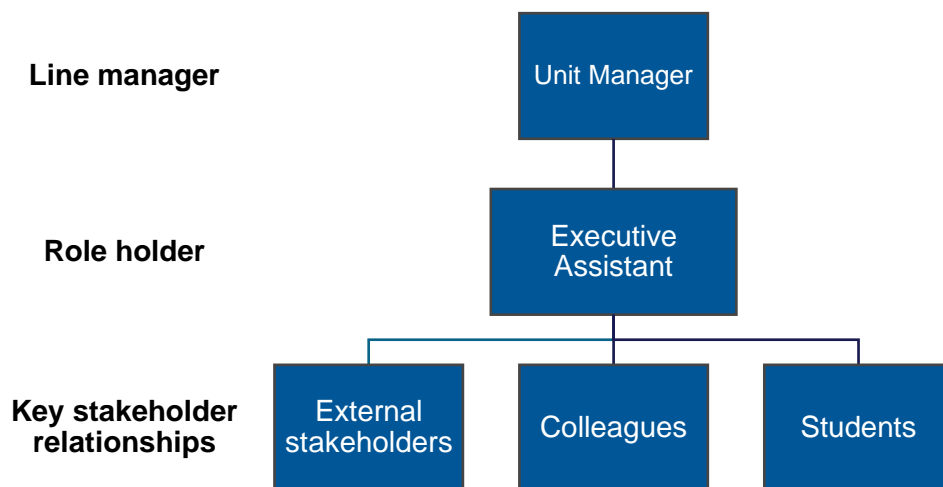 Line manager
Unit Manager
Role holder
Executive
Assistant
Key stakeholder
relationships
External
stakeholders
Colleagues
Students